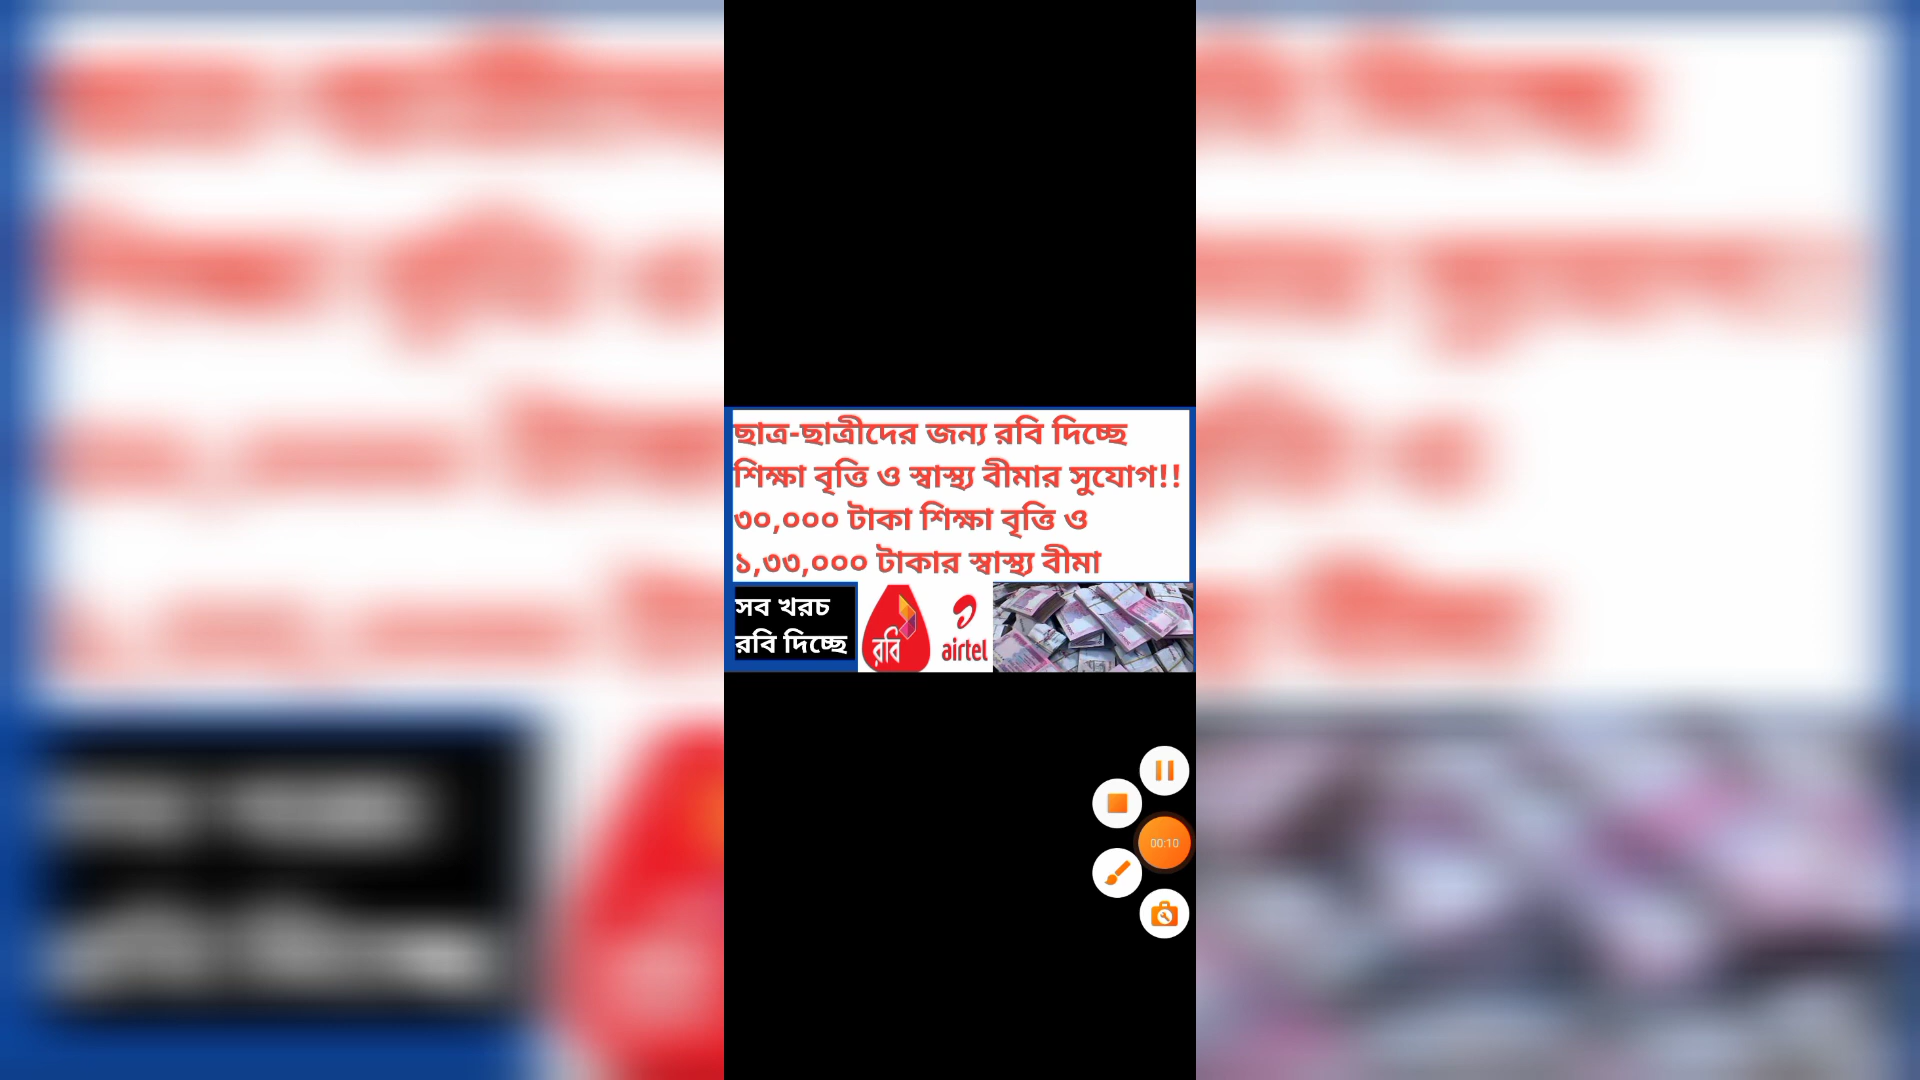 ছাত্র-ছাত্রীদের জন্য রবি দিচ্ছে
শিক্ষা বৃত্তি ও স্বাস্থ্য বীমার সুযোগ!!
৩০,০০০ টাকা শিক্ষা বৃত্তি ও
১,৩৩,০০০ টাকার স্বাস্থ্য বীমা
সব খরচ
রবি দিচ্ছে
রবি
airtel
00:10